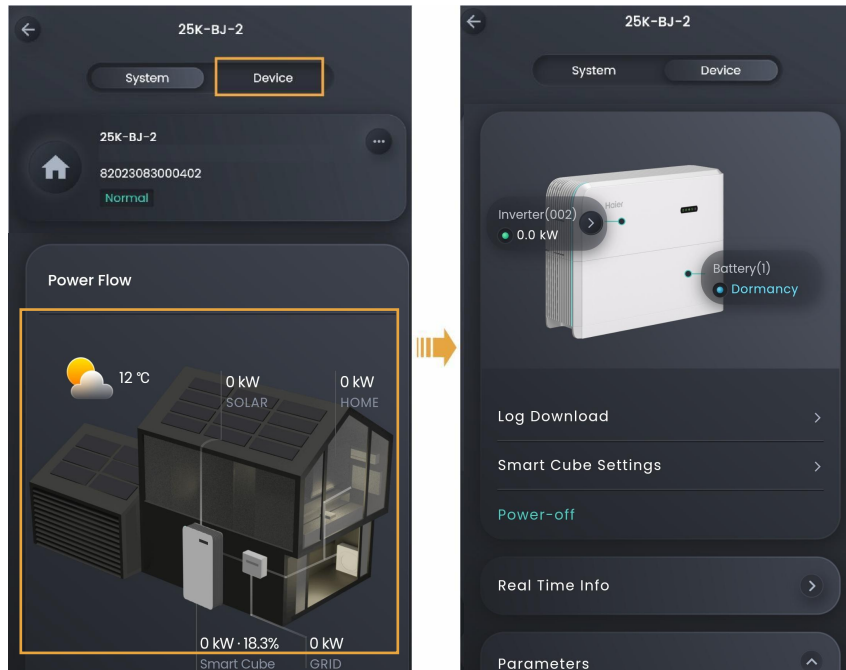 25K-BJ-2
System
Device
25K-BJ-2
82023083000402
Normal
Power Flow
12 ℃
0 kW
SOLAR
0 kW
HOME
0 kW · 18.3%
Smart Cube
0 kW
GRID
25K-BJ-2
System
Device
Haier
Inverter(002)
0.0 kW
Battery(1)
Dormancy
Log Download
Smart Cube Settings
Power-off
Real Time Info
Parameters